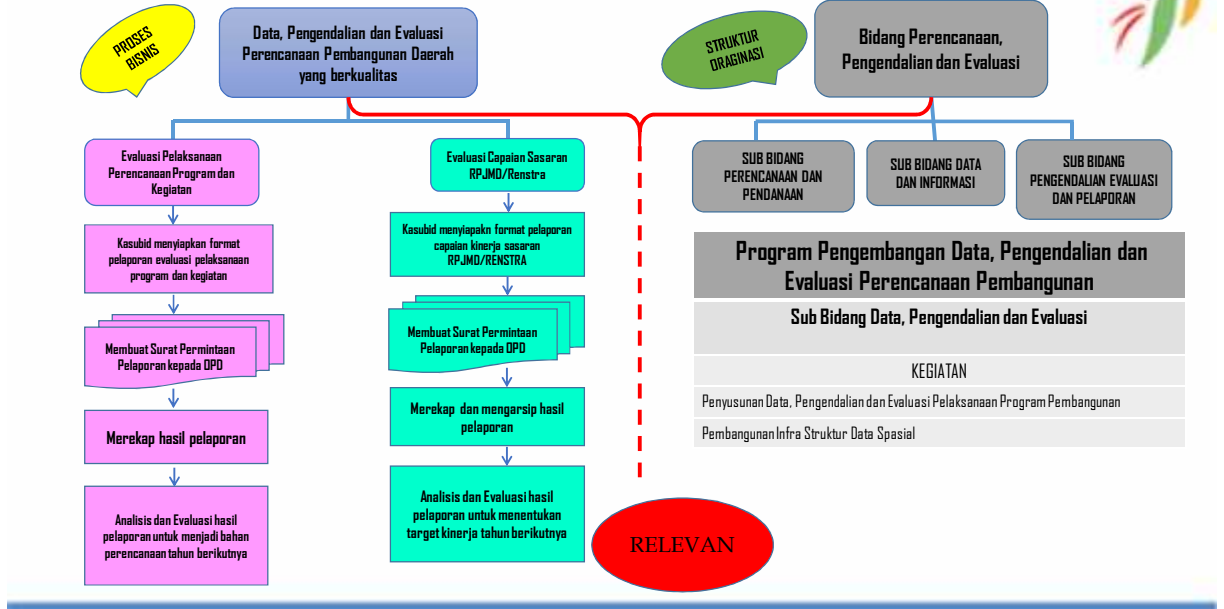 PROSES
BISNIS
Data, Pengendalian dan Evaluasi
Perencanaan Pembangunan Daerah
yang berkualitas
Evaluasi Pelaksanaan
Perencanaan Program dan
Kegiatan
Kasubid menyiapkan format
pelaporan evaluasi pelaksanaan
program dan kegiatan
Membuat Surat Permintaan
Pelaporan kepada OPD
Merekap hasil pelaporan
Analisis dan Evaluasi hasil
pelaporan untuk menjadi bahan
perencanaan tahun berikutnya
Evaluasi Capaian Sasaran
RPJMD/Renstra
Kasubid menyiapakn format pelaporan
capaian kinerja sasaran
RPJMD/RENSTRA
Membuat Surat Permintaan
Pelaporan kepada OPD
Merekap dan mengarsip hasil
pelaporan
Analisis dan Evaluasi hasil
pelaporan untuk menentukan
target kinerja tahun berikutnya
STRUKTUR
ORAGINASI
Bidang Perencanaan,
Pengendalian dan Evaluasi
SUB BIDANG
PERENCANAAN DAN
PENDANAAN
SUB BIDANG DATA
DAN INFORMASI
SUB BIDANG
PENGENDALIAN EVALUASI
DAN PELAPORAN
Program Pengembangan Data, Pengendalian dan
Evaluasi Perencanaan Pembangunan
Sub Bidang Data, Pengendalian dan Evaluasi
KEGIATAN
Penyusunan Data, Pengendalian dan Evaluasi Pelaksanaan Program Pembangunan
Pembangunan Infra Struktur Data Spasial
RELEVAN